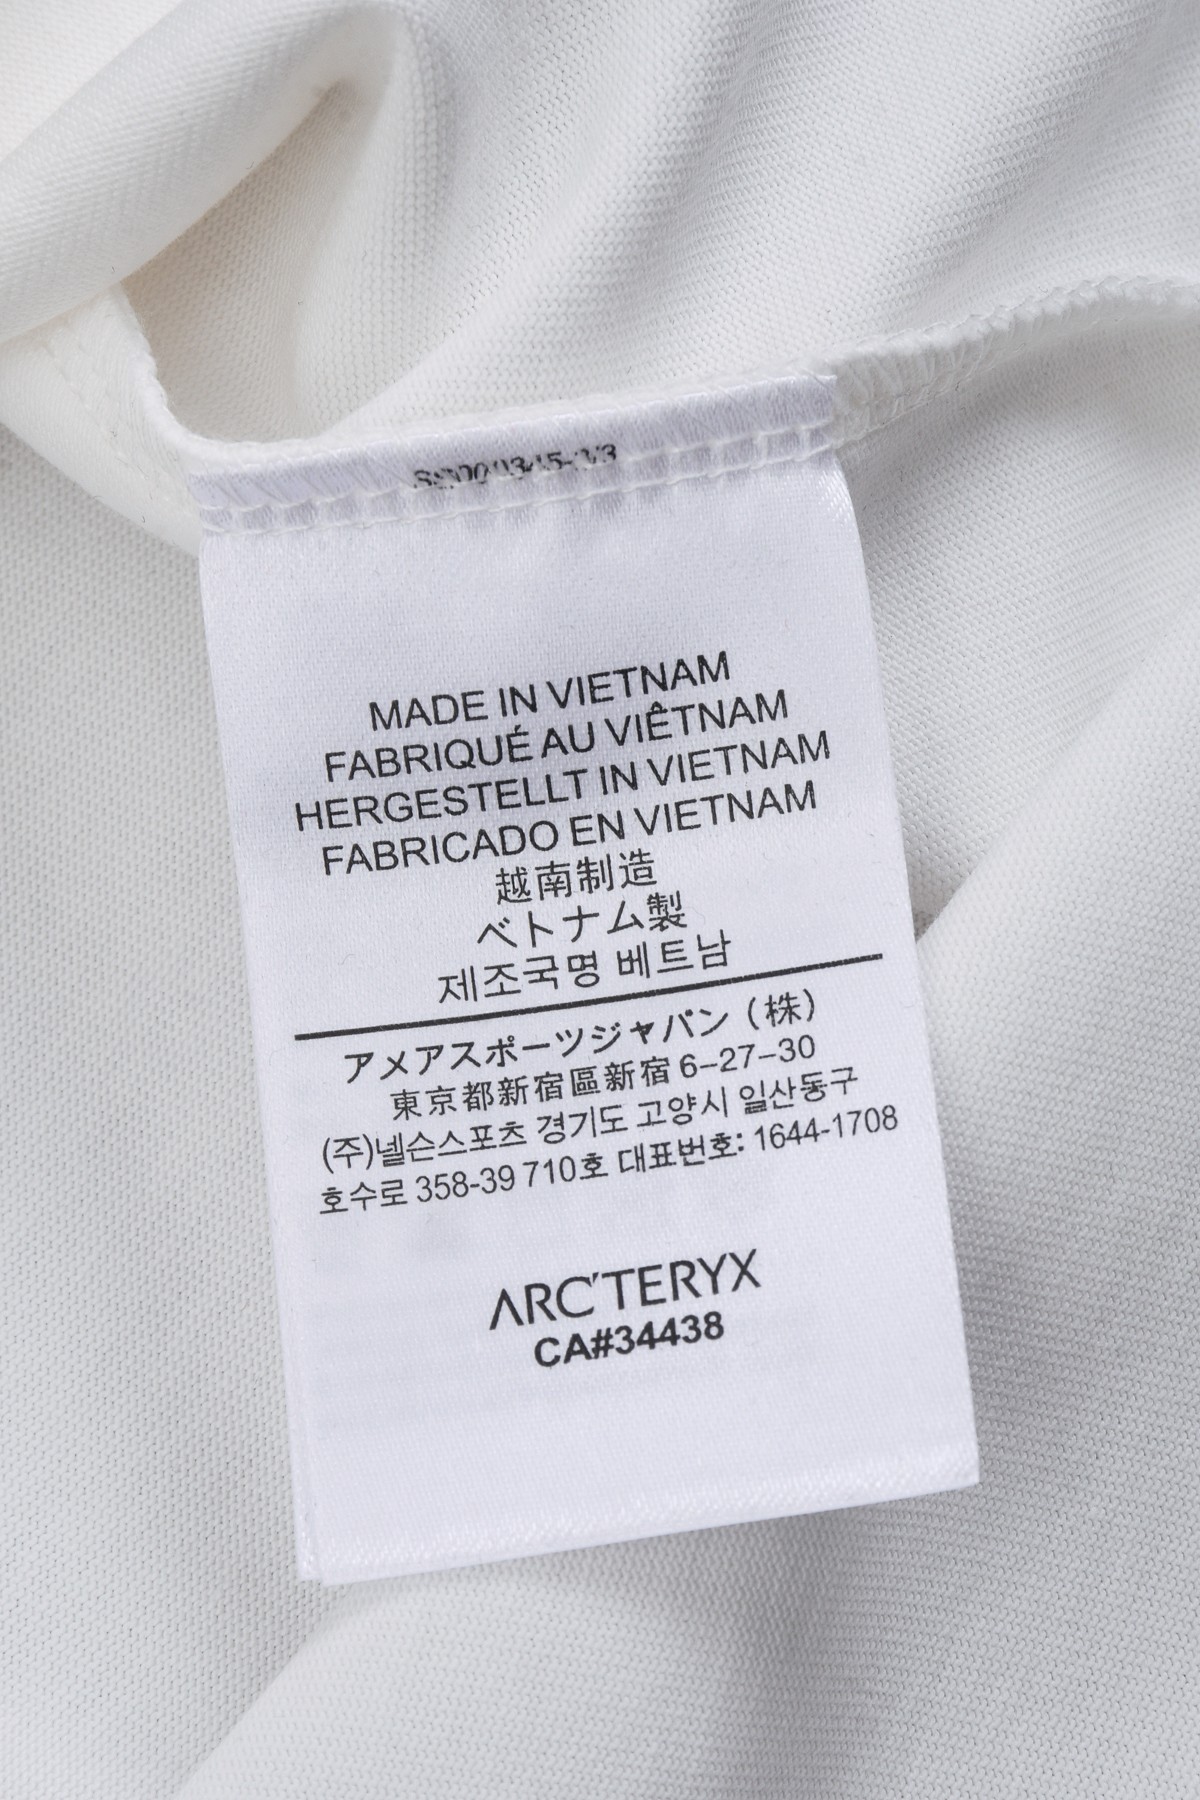 MADE IN VIETNAM
FABRIQUÉ AU VIÊTNAM
HERGESTELLT IN VIETNAM
FABRICADO EN VIETNAM
越南制造
ベトナム製
제조국명 베트남
アメアスポーツジャパン（株）
東京都新宿區新宿 6–27–30
(주)넬슨스포츠 경기도 고양시 일산동구
호수로 358-39 710호 대표번호: 1644-1708
ARC'TERYX
CA#34438